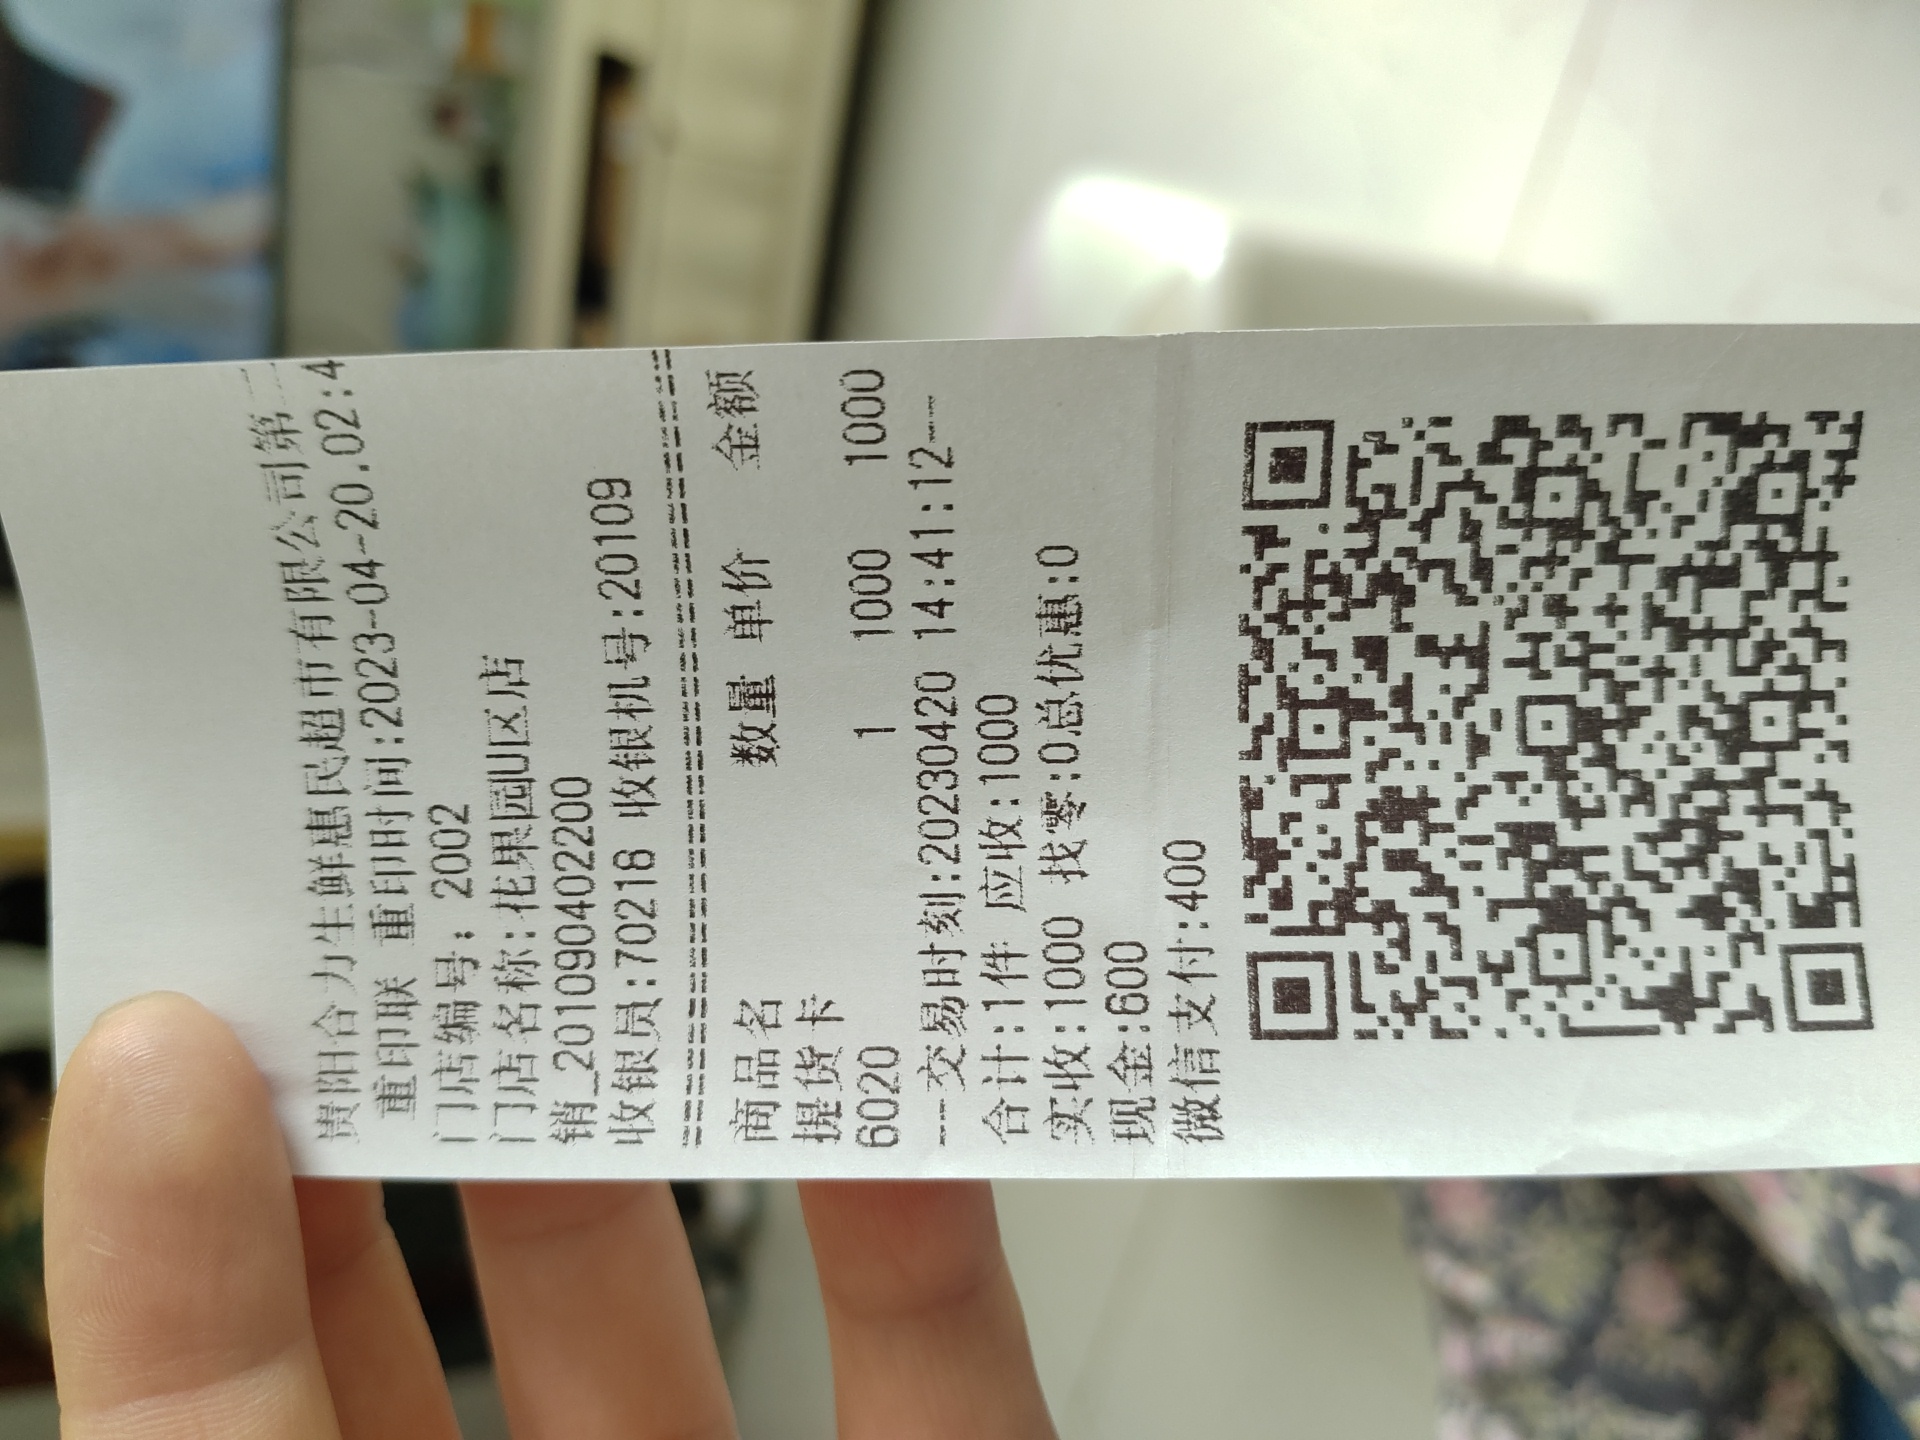 贵阳合力生鲜惠民超市有限公司第二
重印联 重印时间:2023-04-20.02:4
门店编号: 2002
门店名称:花果园U区店
销_20109040220​0
收银员:70218 收银机号:20109
商品名 数量 单价 金额
提货卡
6020 1 1000 1000
--交易时刻:20230420 14:41:12--
合计:1件 应收:1000
实收:1000 找零:0总优惠:0
现金:600
微信支付:400